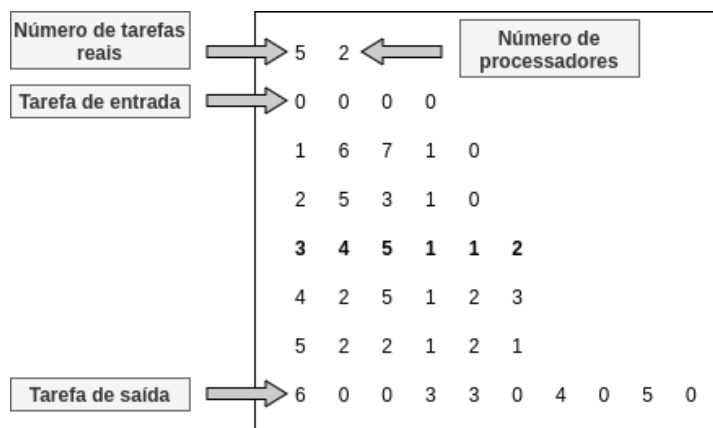 Número de tarefas
reais
5 2
Número de
processadores
Tarefa de entrada
0 0 0 0
1 6 7 1 0
2 5 3 1 0
3 4 5 1 1 2
4 2 5 1 2 3
5 2 2 1 2 1
Tarefa de saída
6 0 0 3 3 0 4 0 5 0